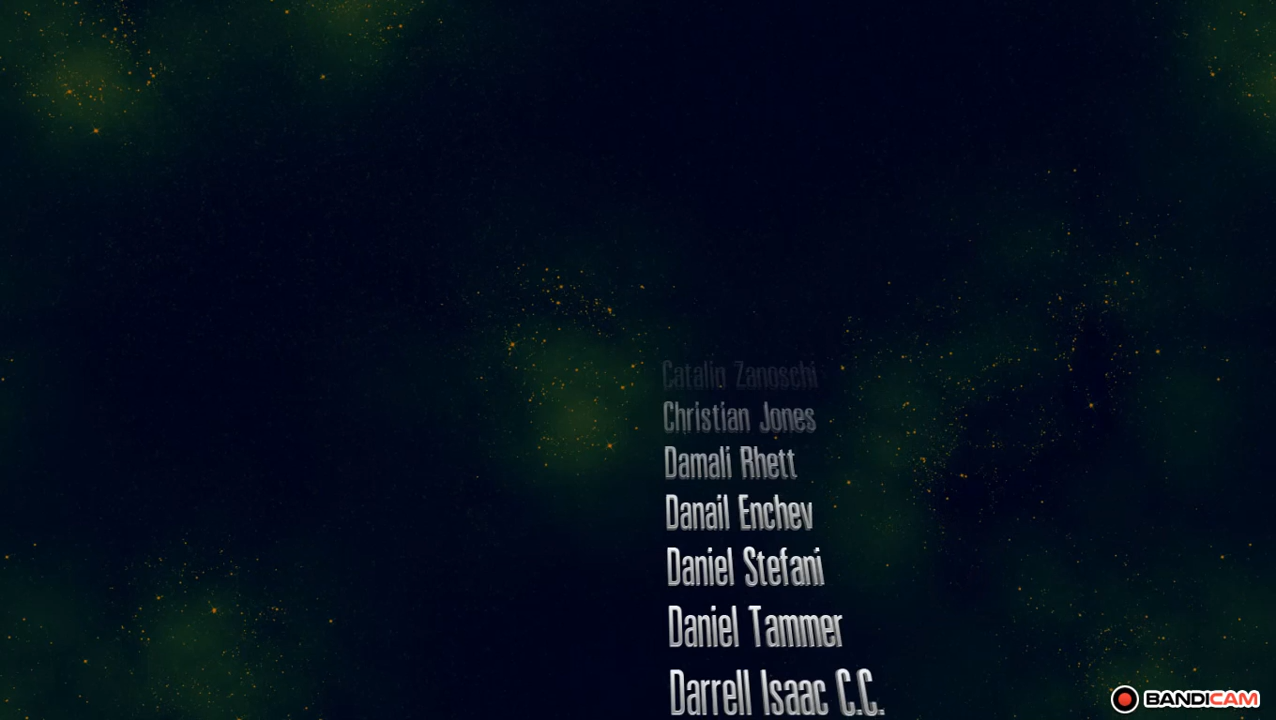 Catalin Zanoschi
Christian Jones
Damali Rhett
Danail Enchev
Daniel Stefani
Daniel Tammer
Darrell Isaac C.C.
BANDICAM